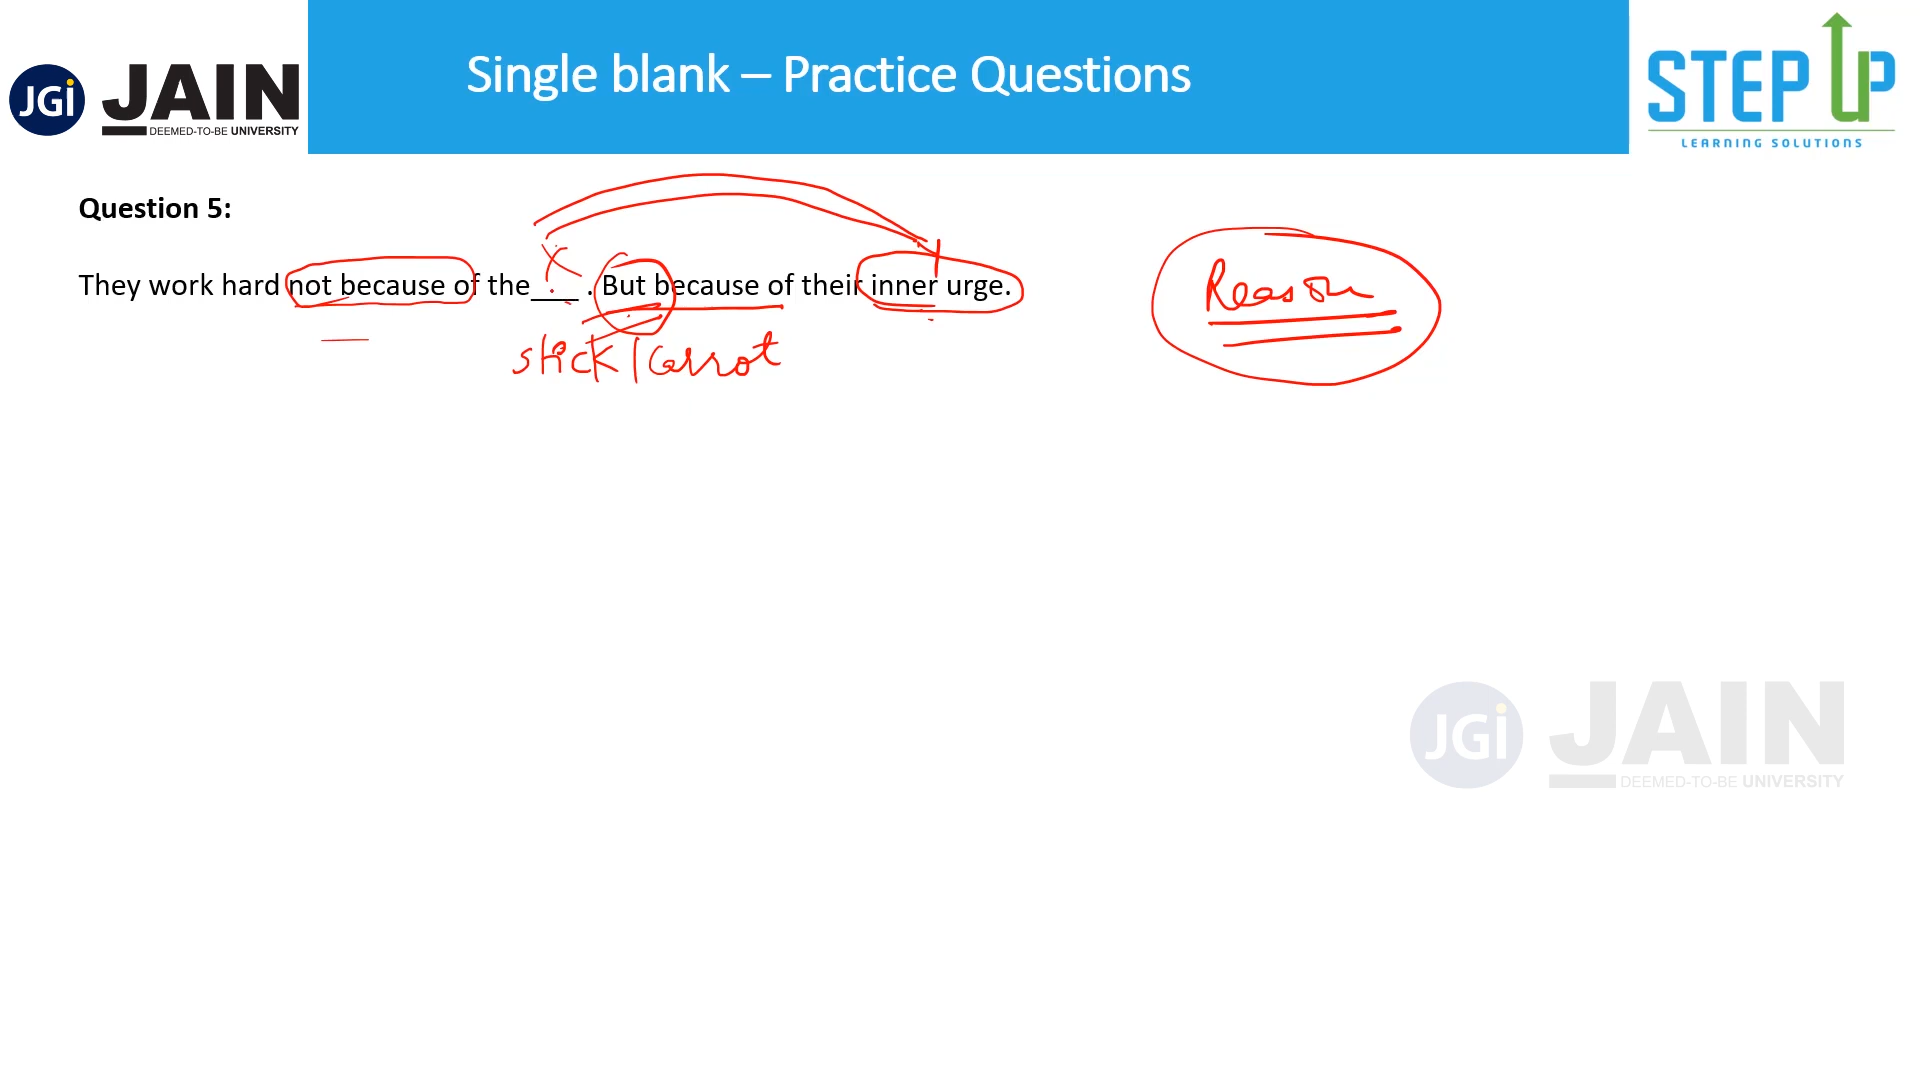 Single blank – Practice Questions
JGi JAIN
DEEMED-TO-BE UNIVERSITY
STEP UP
LEARNING SOLUTIONS
Question 5:
They work hard not because of the___ . But because of their inner urge.
Reason
stick/carrot
JGi JAIN
DEEMED-TO-BE UNIVERSITY